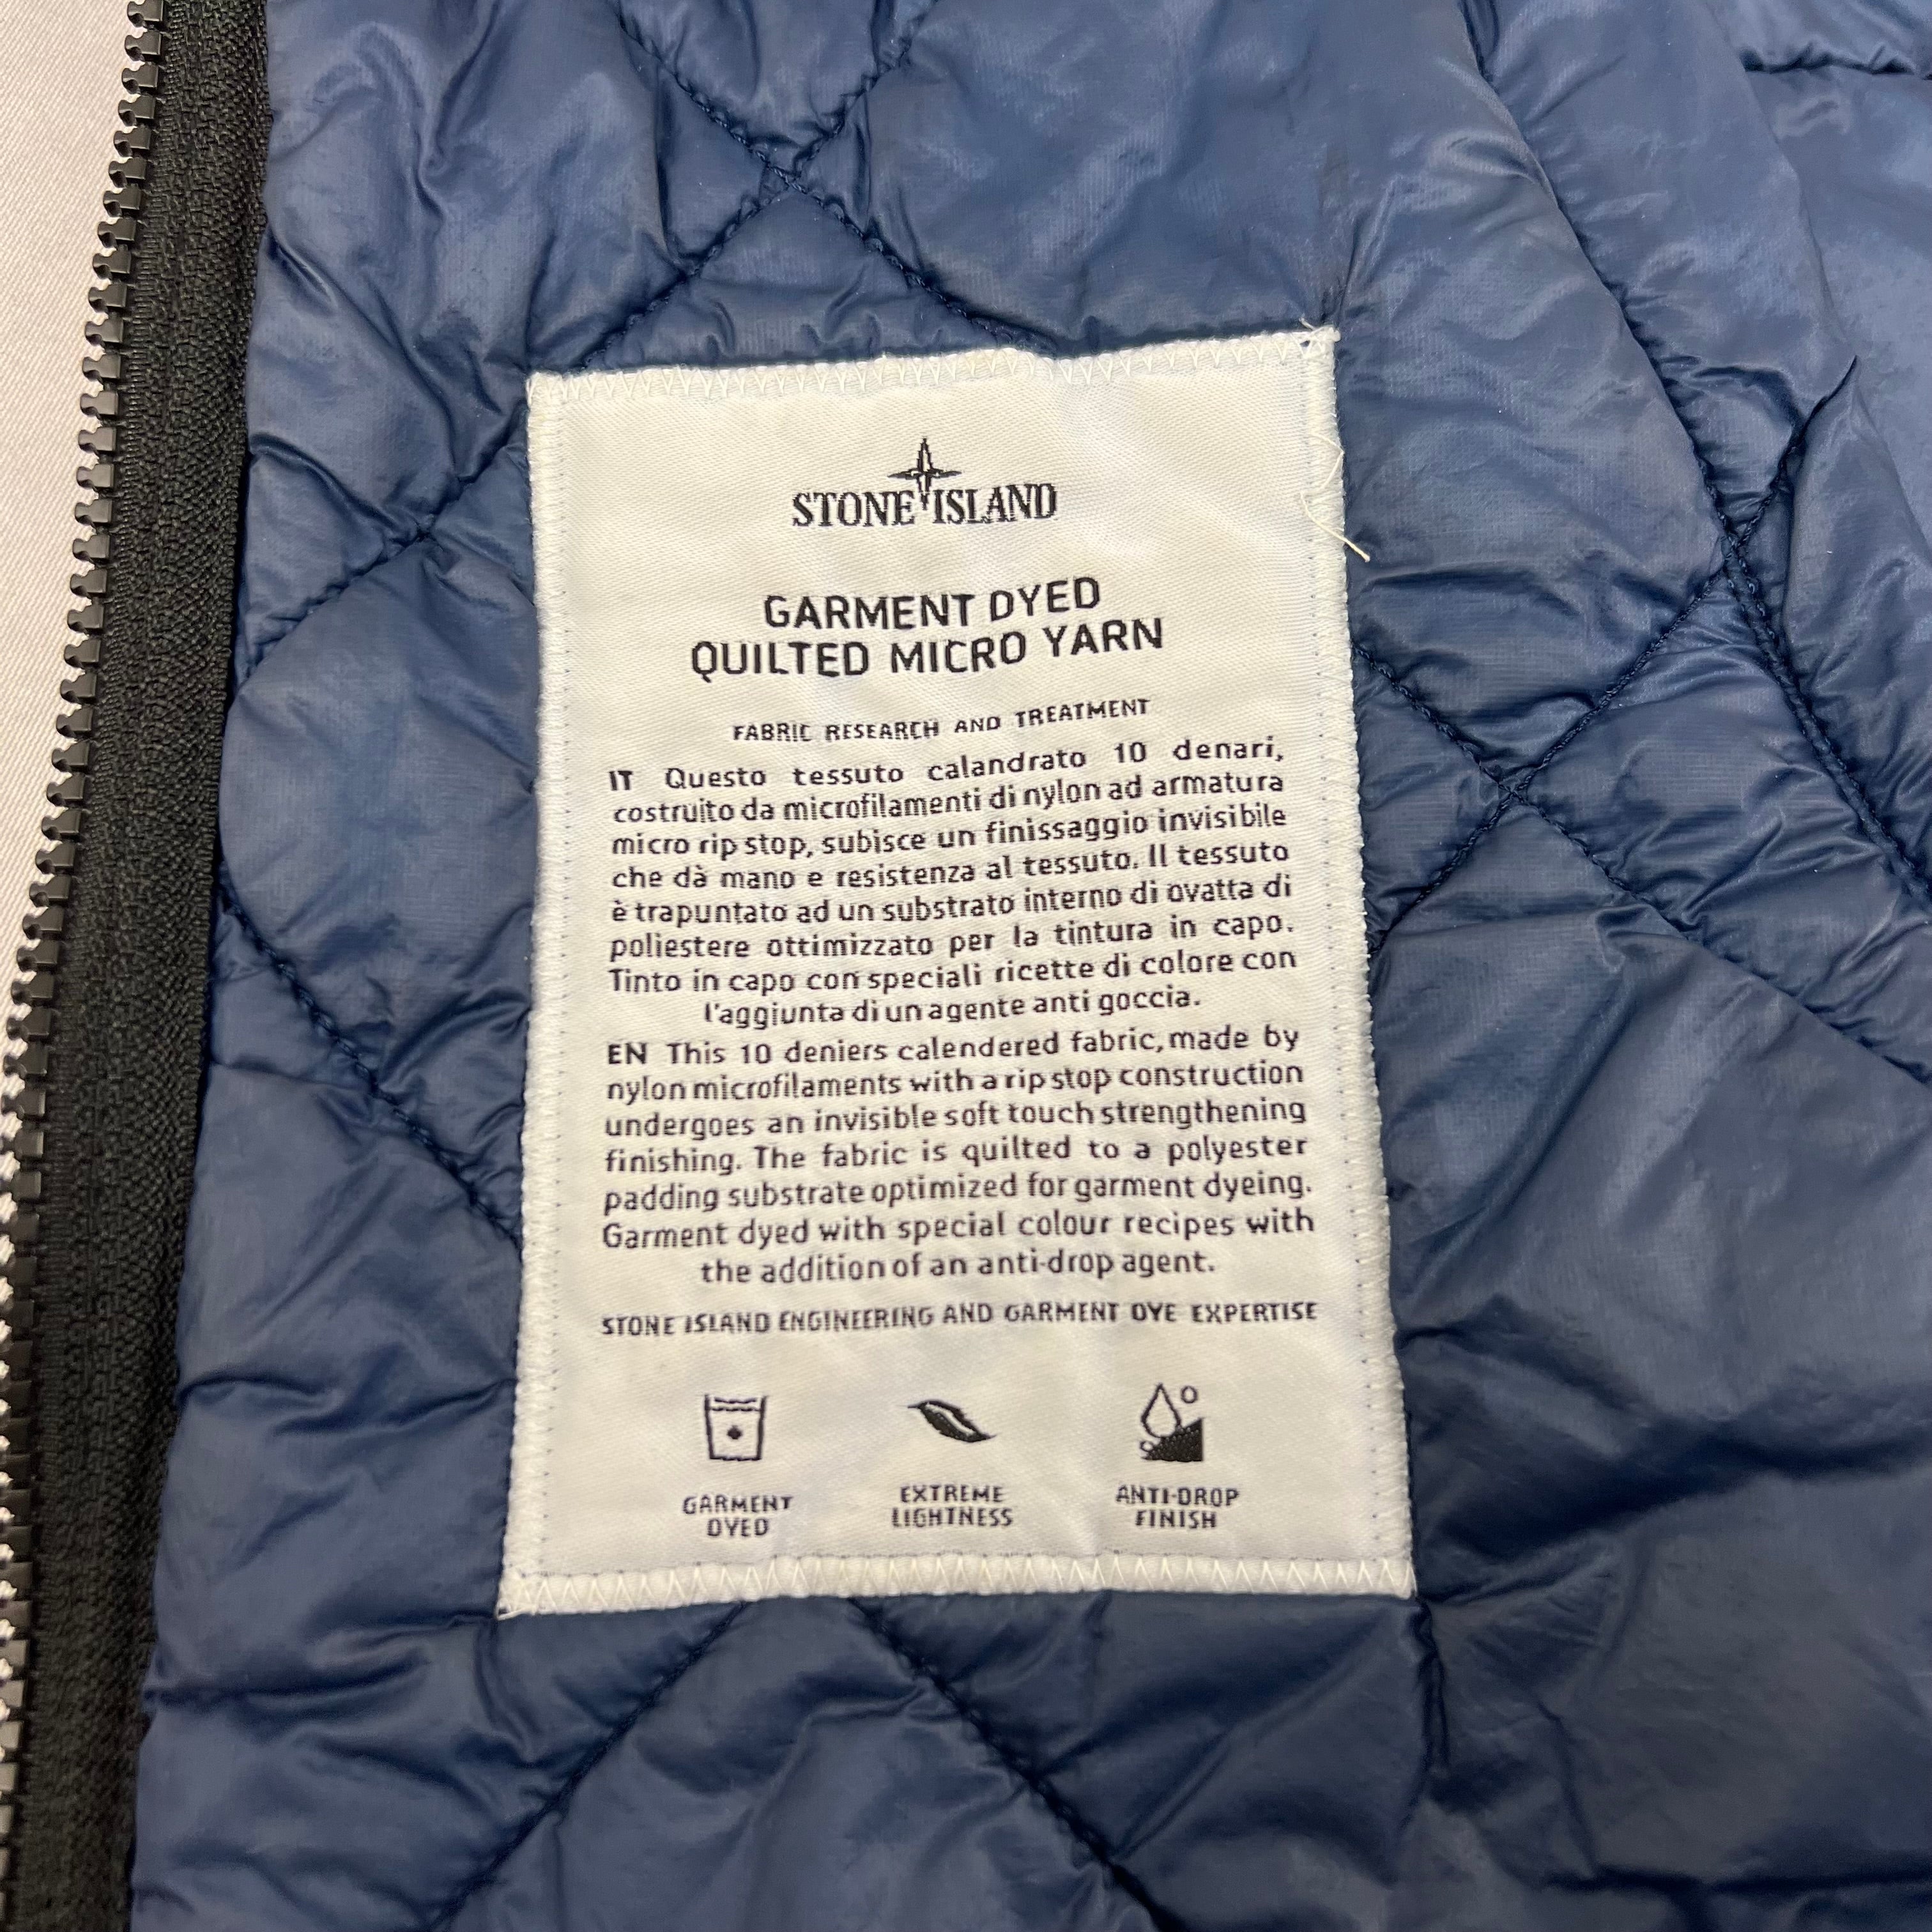 STONE ISLAND
GARMENT DYED
QUILTED MICRO YARN
FABRIC RESEARCH AND TREATMENT
IT Questo tessuto calandrato 10 denari,
costruito da microfilamenti di nylon ad armatura
micro rip stop, subisce un finissaggio invisibile
che dà mano e resistenza al tessuto. Il tessuto
è trapuntato ad un substrato interno di ovatta di
poliestere ottimizzato per la tintura in capo.
Tinto in capo con speciali ricette di colore con
l'aggiunta di un agente anti goccia.
EN This 10 deniers calendered fabric, made by
nylon microfilaments with a rip stop construction
undergoes an invisible soft touch strengthening
finishing. The fabric is quilted to a polyester
padding substrate optimized for garment dyeing.
Garment dyed with special colour recipes with
the addition of an anti-drop agent.
STONE ISLAND ENGINEERING AND GARMENT DYE EXPERTISE
GARMENT
DYED
EXTREME
LIGHTNESS
ANTI-DROP
FINISH